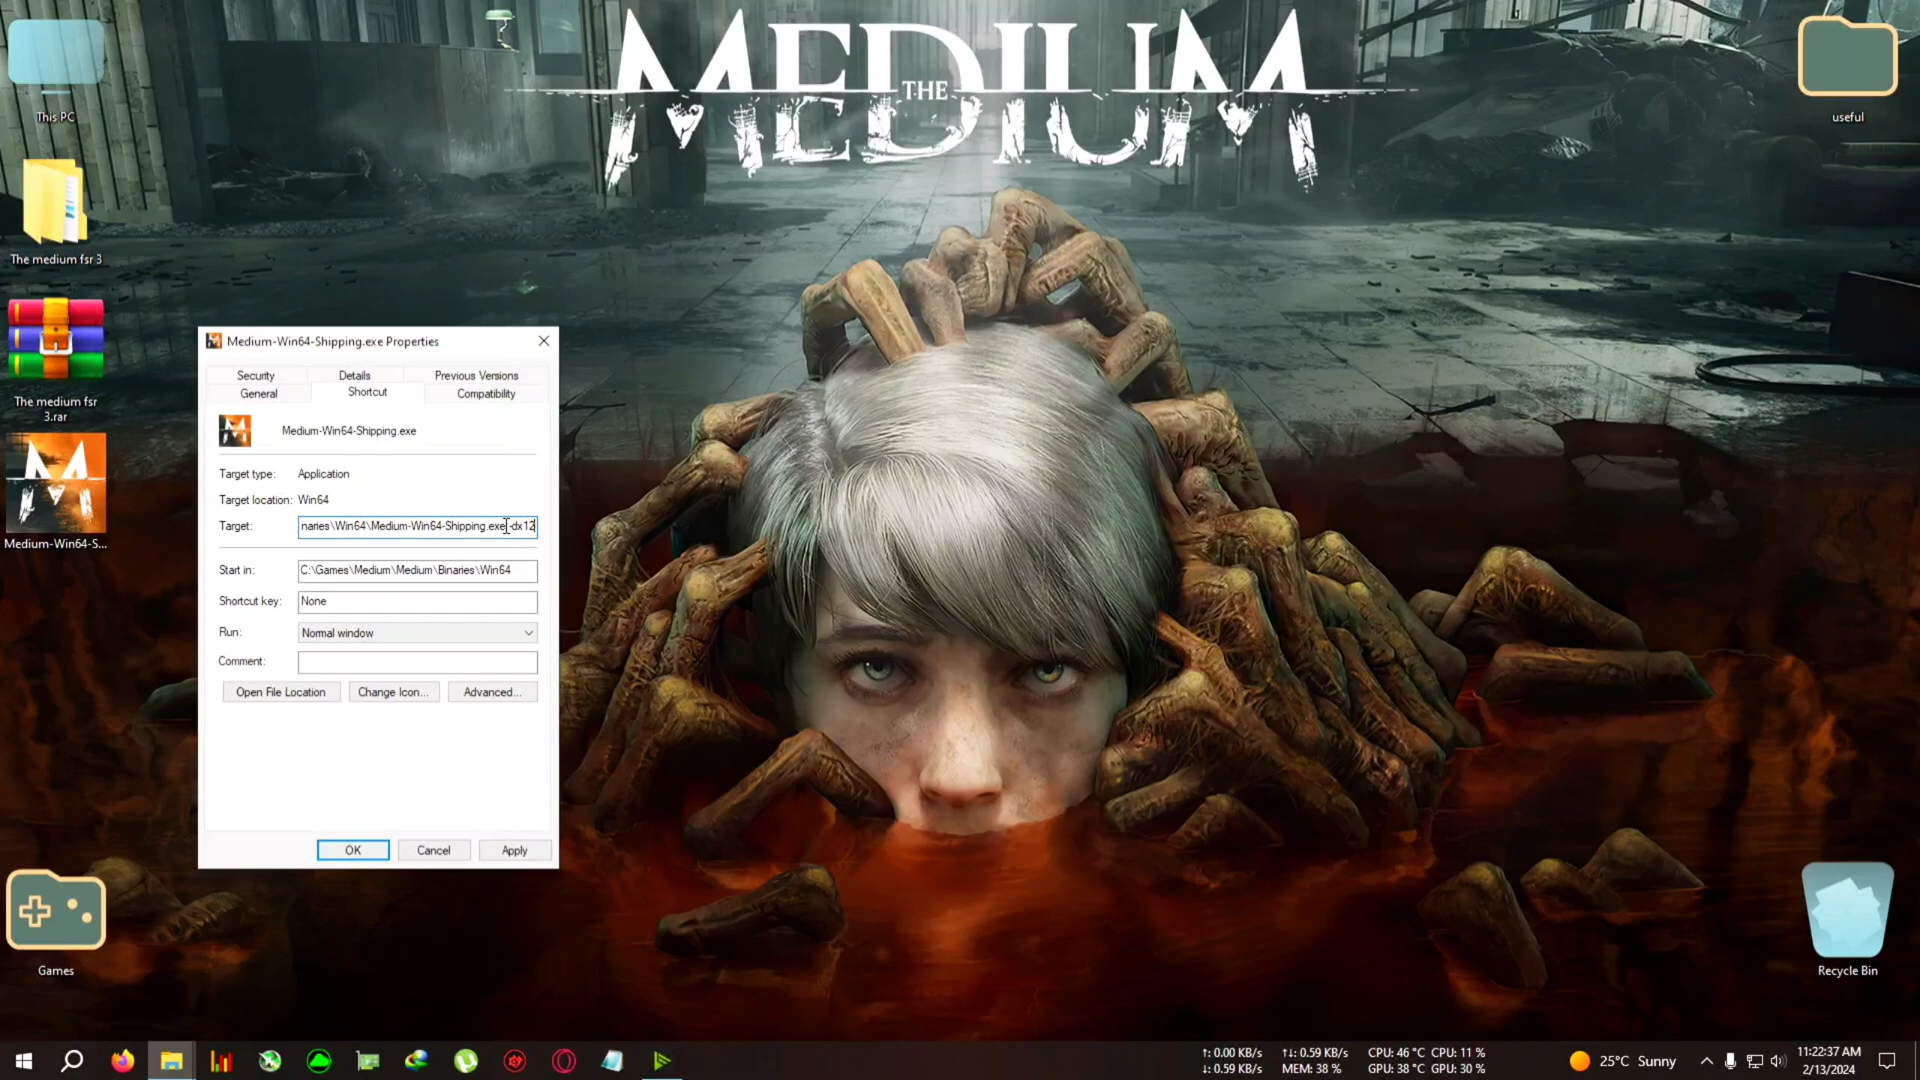 MEDIUM
THE
This PC
useful
The medium fsr 3
The medium fsr
3.rar
Medium-Win64-S...
Games
Recycle Bin
Medium-Win64-Shipping.exe Properties
Security
Details
Previous Versions
General
Shortcut
Compatibility
Medium-Win64-Shipping.exe
Target type: Application
Target location: Win64
Target: naries\Win64\Medium-Win64-Shipping.exe -dx12
Start in: C:\Games\Medium\Medium\Binaries\Win64
Shortcut key: None
Run: Normal window
Comment:
Open File Location
Change Icon...
Advanced...
OK
Cancel
Apply
↑: 0.00 KB/s
↓: 0.59 KB/s
↑↓: 0.59 KB/s
MEM: 38 %
CPU: 46 °C CPU: 11 %
GPU: 38 °C GPU: 30 %
25°C Sunny
11:22:37 AM
2/13/2024